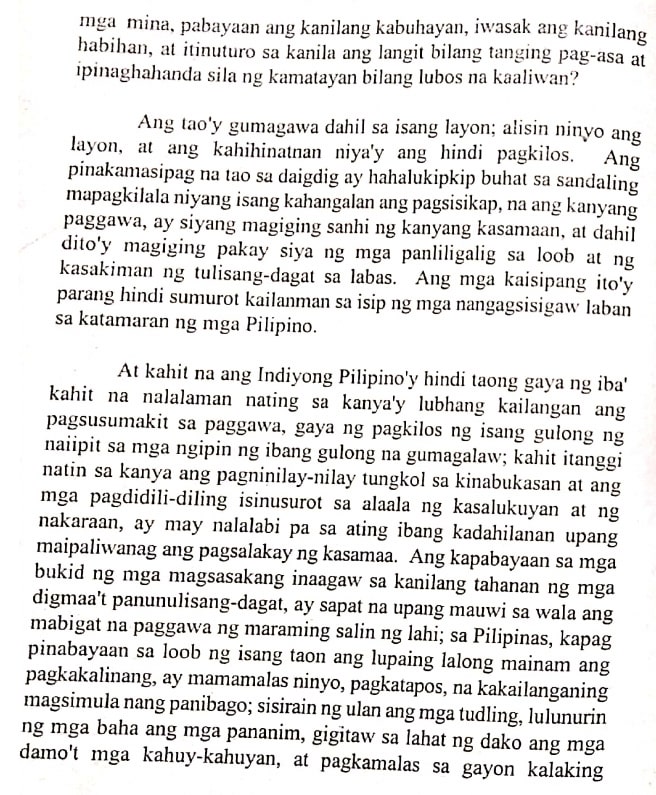 mga mina, pabayaan ang kanilang kabuhayan, iwasak ang kanilang
habihan, at itinuturo sa kanila ang langit bilang tanging pag-asa at
ipinaghahanda sila ng kamatayan bilang lubos na kaaliwan?
Ang tao'y gumagawa dahil sa isang layon; alisin ninyo ang
layon, at ang kahihinatnan niya'y ang hindi pagkilos. Ang
pinakamasipag na tao sa daigdig ay hahalukipkip buhat sa sandaling
mapagkilala niyang isang kahangalan ang pagsisikap, na ang kanyang
paggawa, ay siyang magiging sanhi ng kanyang kasamaan, at dahil
dito'y magiging pakay siya ng mga panliligalig sa loob at ng
kasakiman ng tulisang-dagat sa labas. Ang mga kaisipang ito'y
parang hindi sumurot kailanman sa isip ng mga nangagsisigaw laban
sa katamaran ng mga Pilipino.
At kahit na ang Indiyong Pilipino'y hindi taong gaya ng iba'
kahit na nalalaman nating sa kanya'y lubhang kailangan ang
pagsusumakit sa paggawa, gaya ng pagkilos ng isang gulong ng
naiipit sa mga ngipin ng ibang gulong na gumagalaw; kahit itanggi
natin sa kanya ang pagninilay-nilay tungkol sa kinabukasan at ang
mga pagdidili-diling isinusurot sa alaala ng kasalukuyan at ng
nakaraan, ay may nalalabi pa sa ating ibang kadahilanan upang
maipaliwanag ang pagsalakay ng kasamaa. Ang kapabayaan sa mga
bukid ng mga magsasakang inaagaw sa kanilang tahanan ng mga
digmaa't panunulisang-dagat, ay sapat na upang mauwi sa wala ang
mabigat na paggawa ng maraming salin ng lahi; sa Pilipinas, kapag
pinabayaan sa loob ng isang taon ang lupaing lalong mainam ang
pagkakalinang, ay mamamalas ninyo, pagkatapos, na kakailanganing
magsimula nang panibago; sisirain ng ulan ang mga tudling, lulunurin
ng mga baha ang mga pananim, gigitaw sa lahat ng dako ang mga
damo't mga kahuy-kahuyan, at pagkamalas sa gayon kalaking